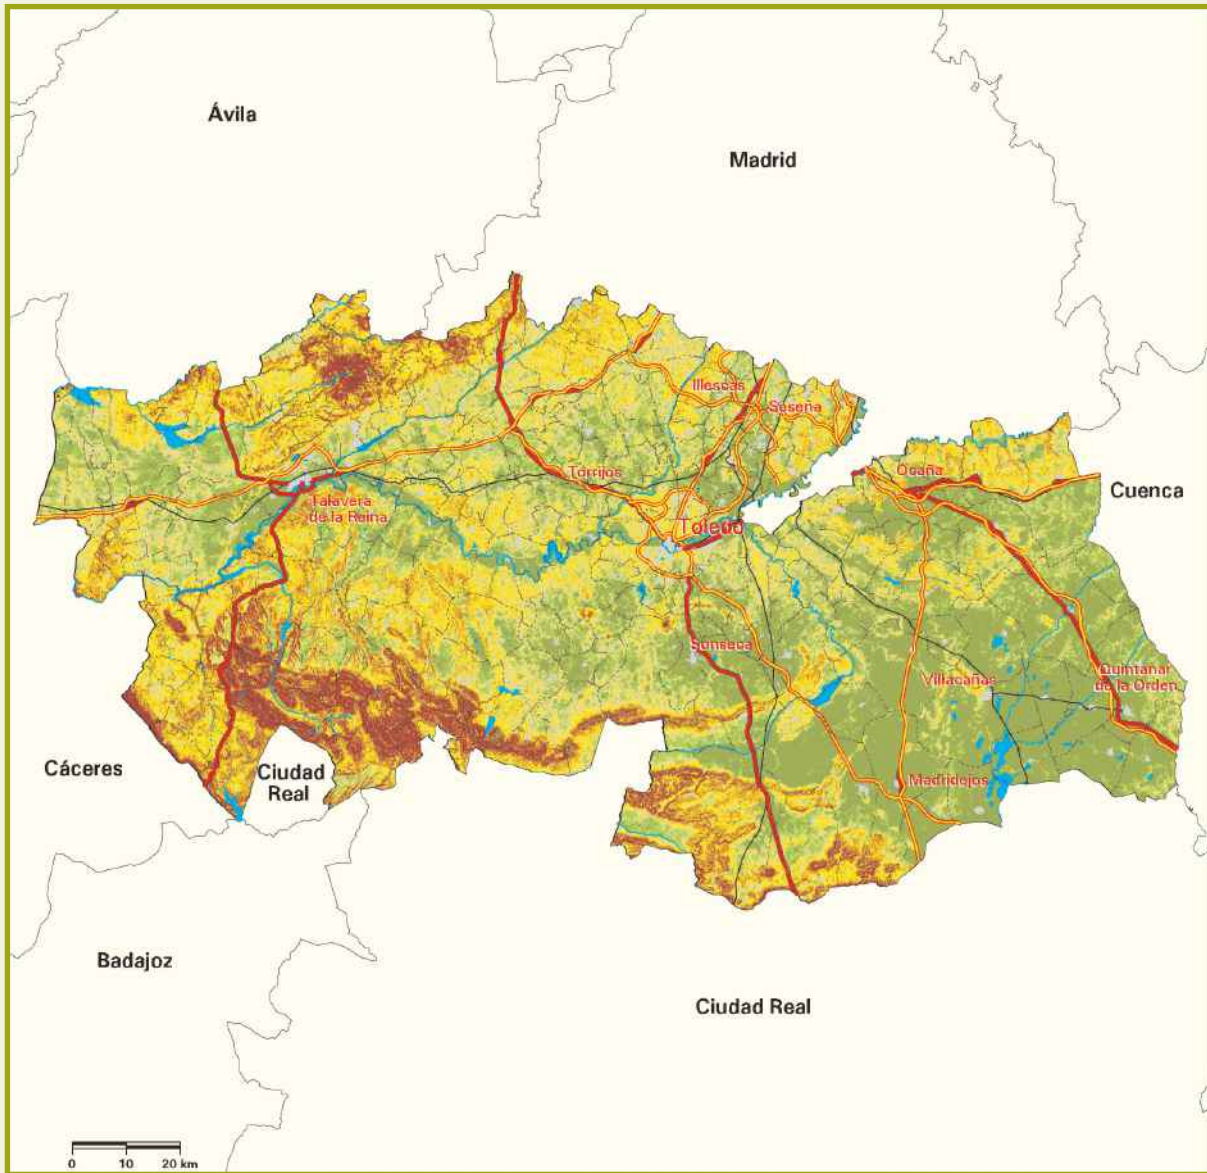 Ávila
Madrid
Illescas
Seseña
Torrijos
Ocaña
Cuenca
Talavera
de la Reina
Toledo
Sonseca
Villacañas
Quintanar
de la Orden
Cáceres
Ciudad
Real
Madridejos
Badajoz
Ciudad Real
0 10 20 km